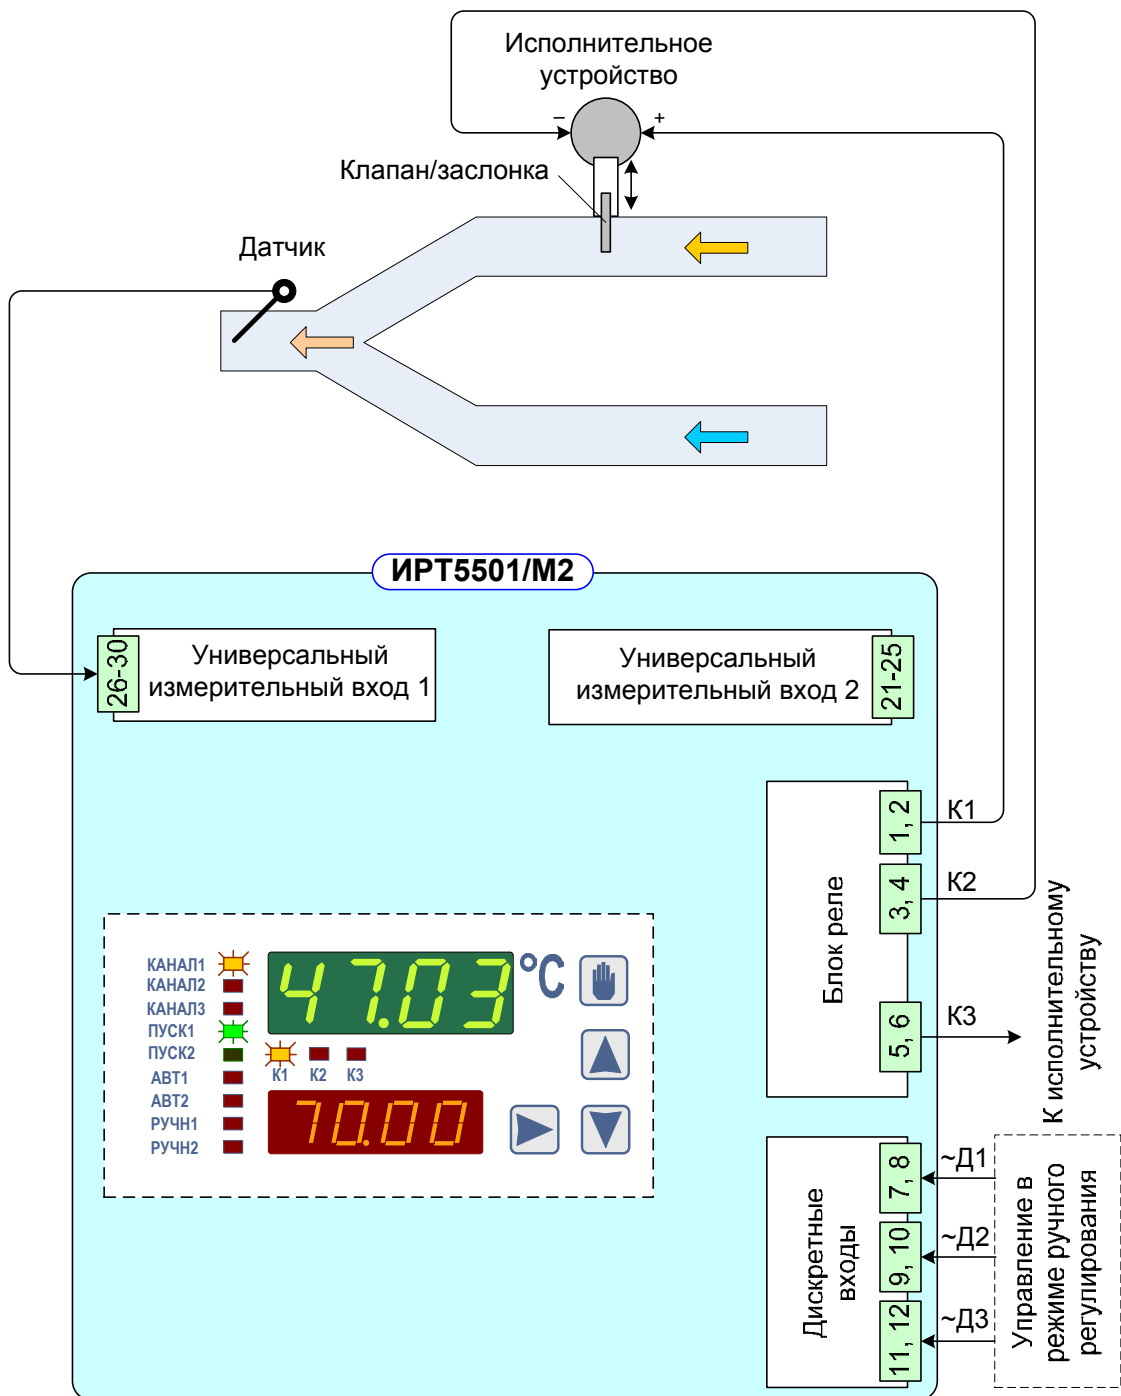 Исполнительное
устройство
– +
Клапан/заслонка
Датчик
ИРТ5501/М2
26-30
Универсальный
измерительный вход 1
Универсальный
измерительный вход 2
21-25
Блок реле
1, 2
К1
3, 4
К2
5, 6
К3
К исполнительному
устройству
КАНАЛ1
КАНАЛ2
КАНАЛ3
ПУСК1
ПУСК2
АВТ1
АВТ2
РУЧН1
РУЧН2
47.03
°C
К1 К2 К3
70.00
Дискретные
входы
7, 8
~Д1
9, 10
~Д2
11, 12
~Д3
Управление в
режиме ручного
регулирования